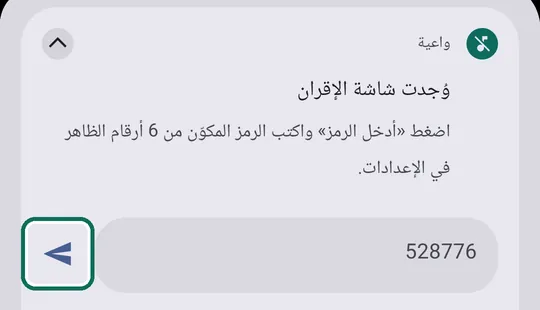 واعية
وُجدت شاشة الإقران
اضغط «أدخل الرمز» واكتب الرمز المكوّن من 6 أرقام الظاهر
في الإعدادات.
528776